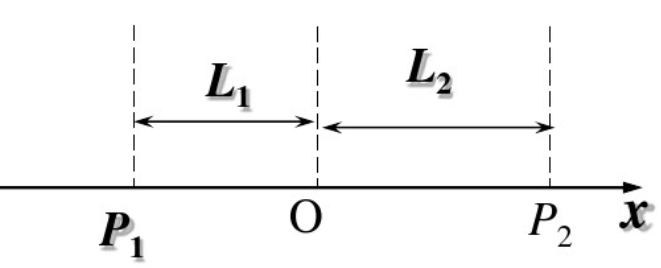 L₁ L₂
P₁ O P₂ x